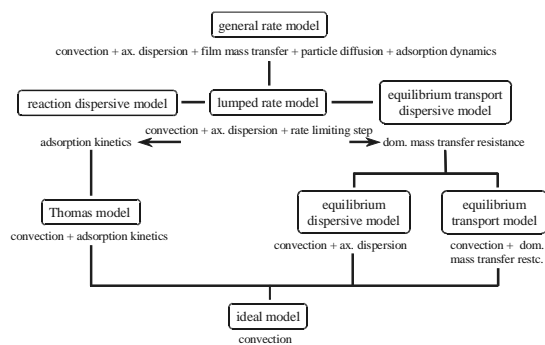 general rate model
convection + ax. dispersion + film mass transfer + particle diffusion + adsorption dynamics
reaction dispersive model
lumped rate model
equilibrium transport
dispersive model
convection + ax. dispersion + rate limiting step
adsorption kinetics
dom. mass transfer resistance
Thomas model
convection + adsorption kinetics
equilibrium
dispersive model
convection + ax. dispersion
equilibrium
transport model
convection + dom.
mass transfer restc.
ideal model
convection